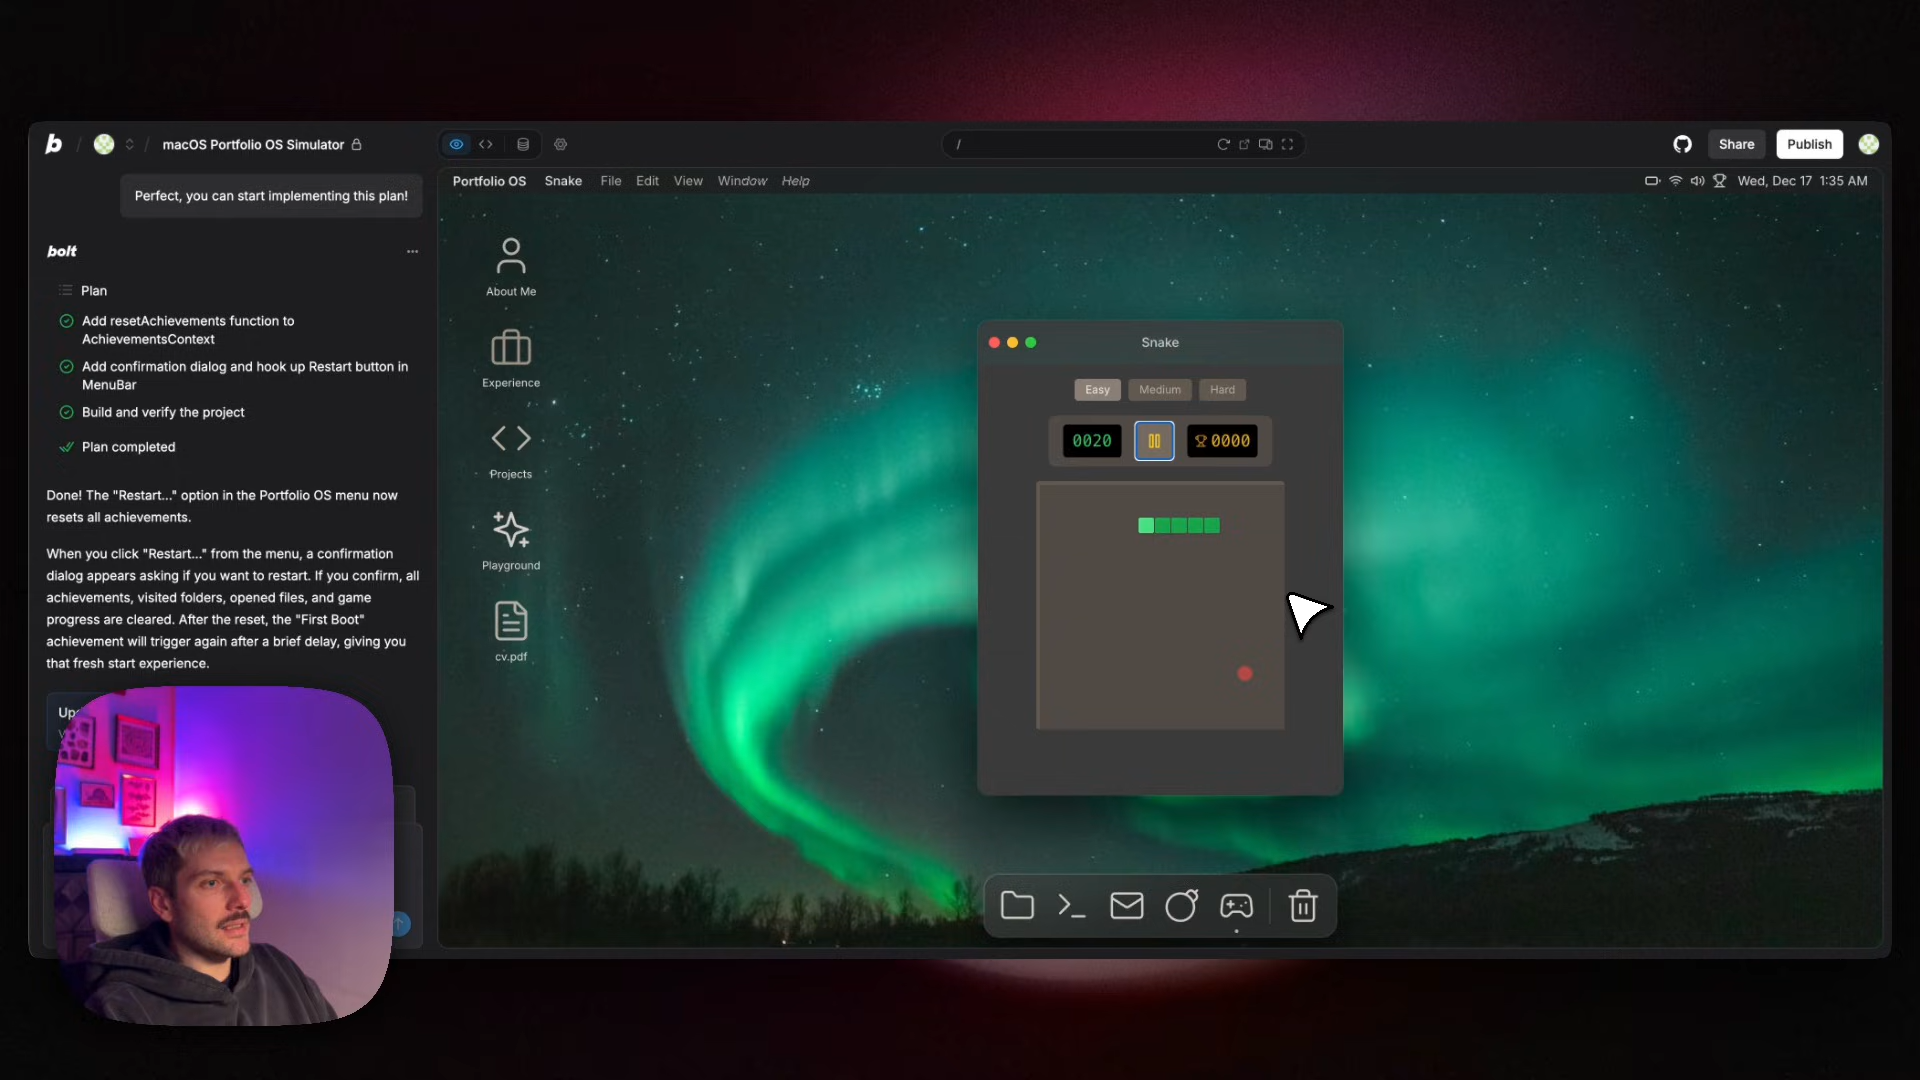 b / / macOS Portfolio OS Simulator
/
Share
Publish
Perfect, you can start implementing this plan!
bolt
Plan
Add resetAchievements function to
AchievementsContext
Add confirmation dialog and hook up Restart button in
MenuBar
Build and verify the project
Plan completed
Done! The "Restart..." option in the Portfolio OS menu now
resets all achievements.
When you click "Restart..." from the menu, a confirmation
dialog appears asking if you want to restart. If you confirm, all
achievements, visited folders, opened files, and game
progress are cleared. After the reset, the "First Boot"
achievement will trigger again after a brief delay, giving you
that fresh start experience.
Portfolio OS Snake File Edit View Window Help
Wed, Dec 17 1:35 AM
About Me
Experience
Projects
Playground
cv.pdf
Snake
Easy Medium Hard
0020 0000